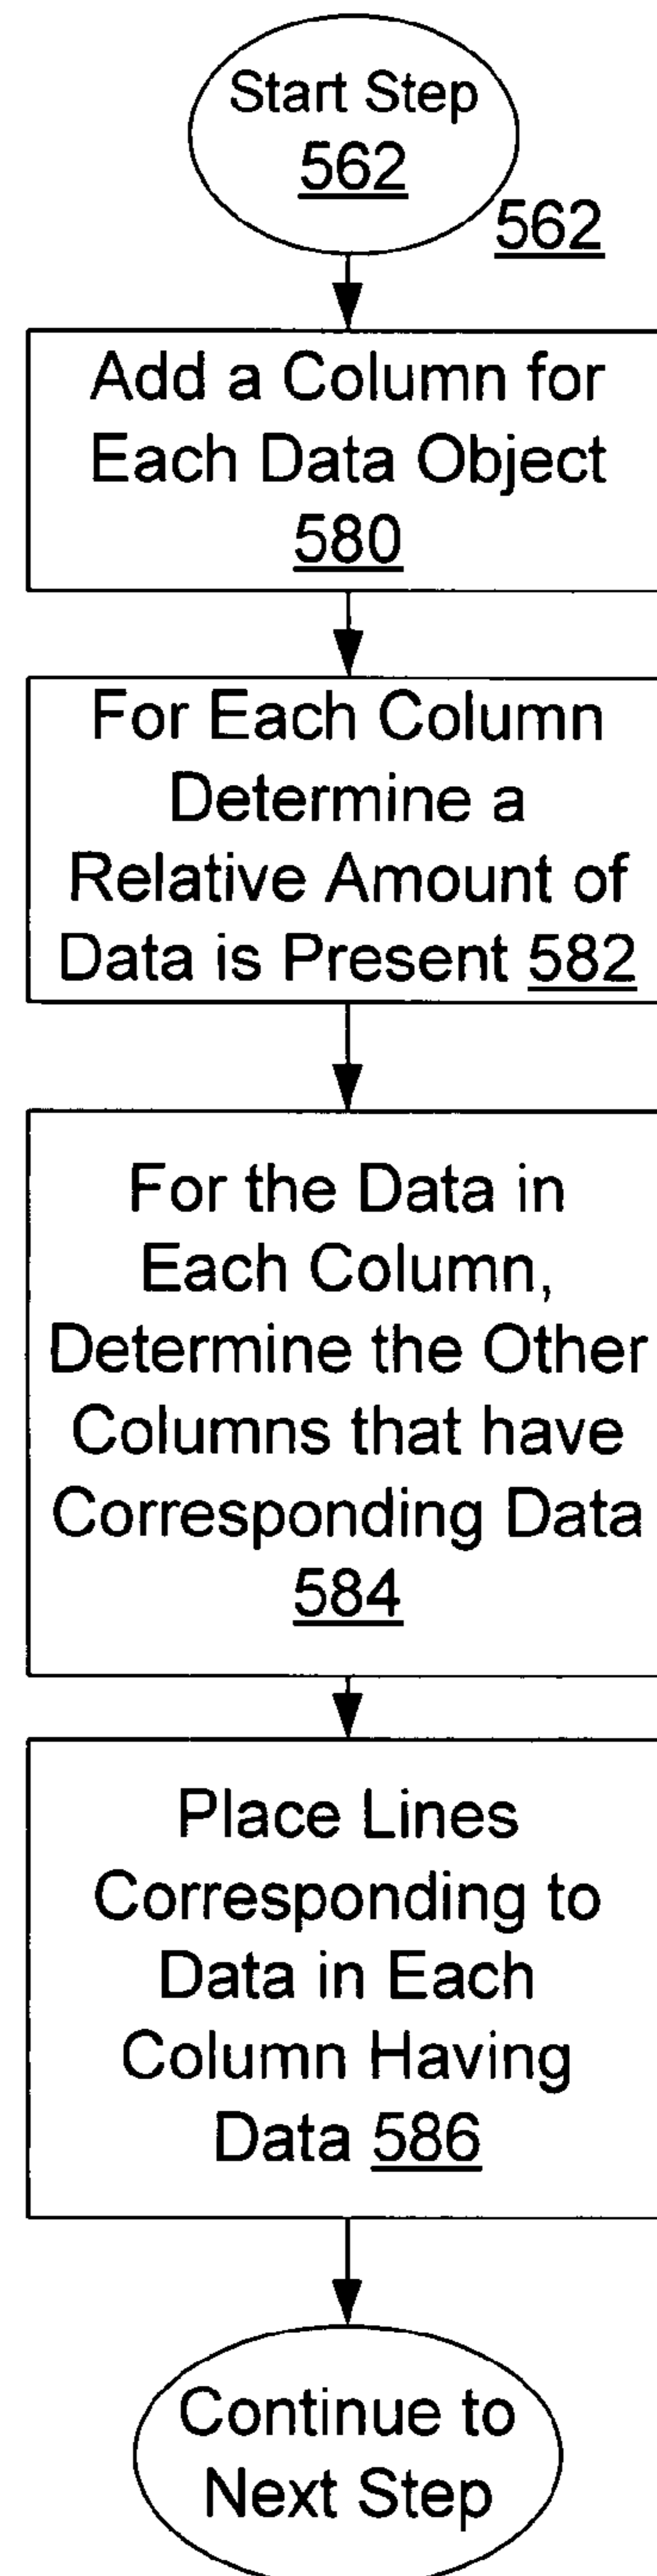 Start Step
562
562
Add a Column for
Each Data Object
580
For Each Column
Determine a
Relative Amount of
Data is Present 582
For the Data in
Each Column,
Determine the Other
Columns that have
Corresponding Data
584
Place Lines
Corresponding to
Data in Each
Column Having
Data 586
Continue to
Next Step